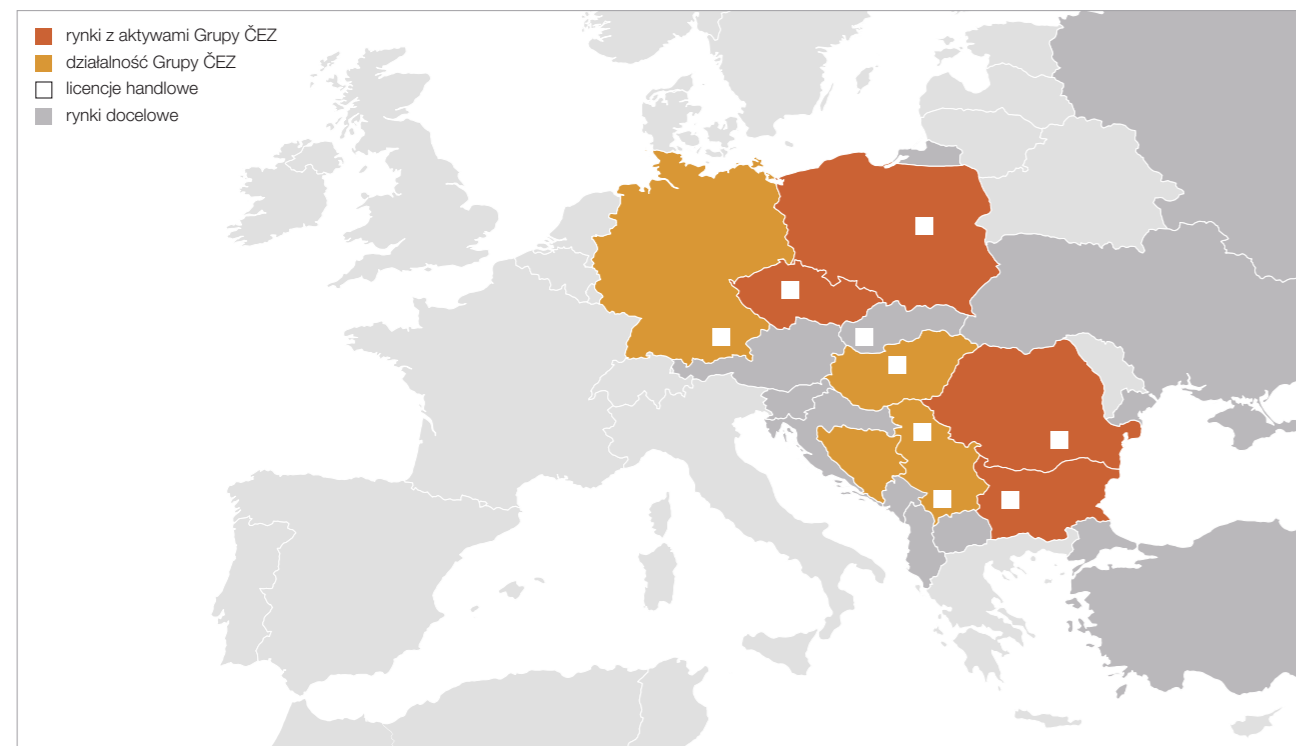 rynki z aktywami Grupy ČEZ
działalność Grupy ČEZ
licencje handlowe
rynki docelowe